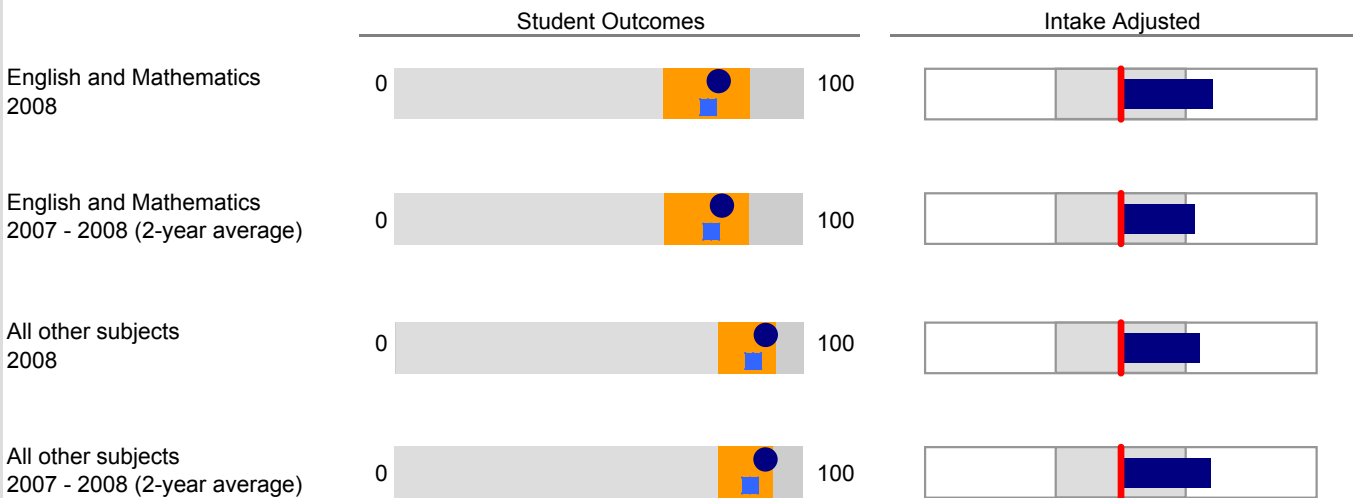 Student Outcomes
Intake Adjusted
English and Mathematics
2008
0
100
English and Mathematics
2007 - 2008 (2-year average)
0
100
All other subjects
2008
0
100
All other subjects
2007 - 2008 (2-year average)
0
100